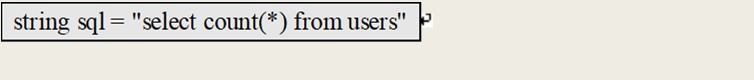 string sql = "select count(*) from users"